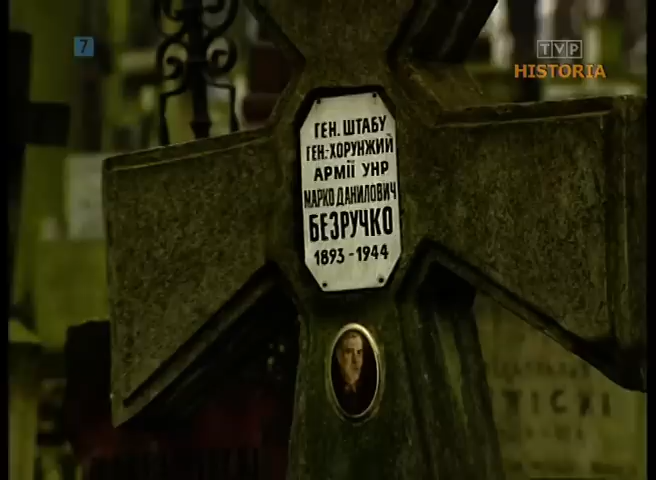 7
TVP
HISTORIA
ГЕН. ШТАБУ
ГЕН.-ХОРУНЖИЙ
АРМІЇ УНР
МАРКО ДАНИЛОВИЧ
БЕЗРУЧКО
1893 - 1944